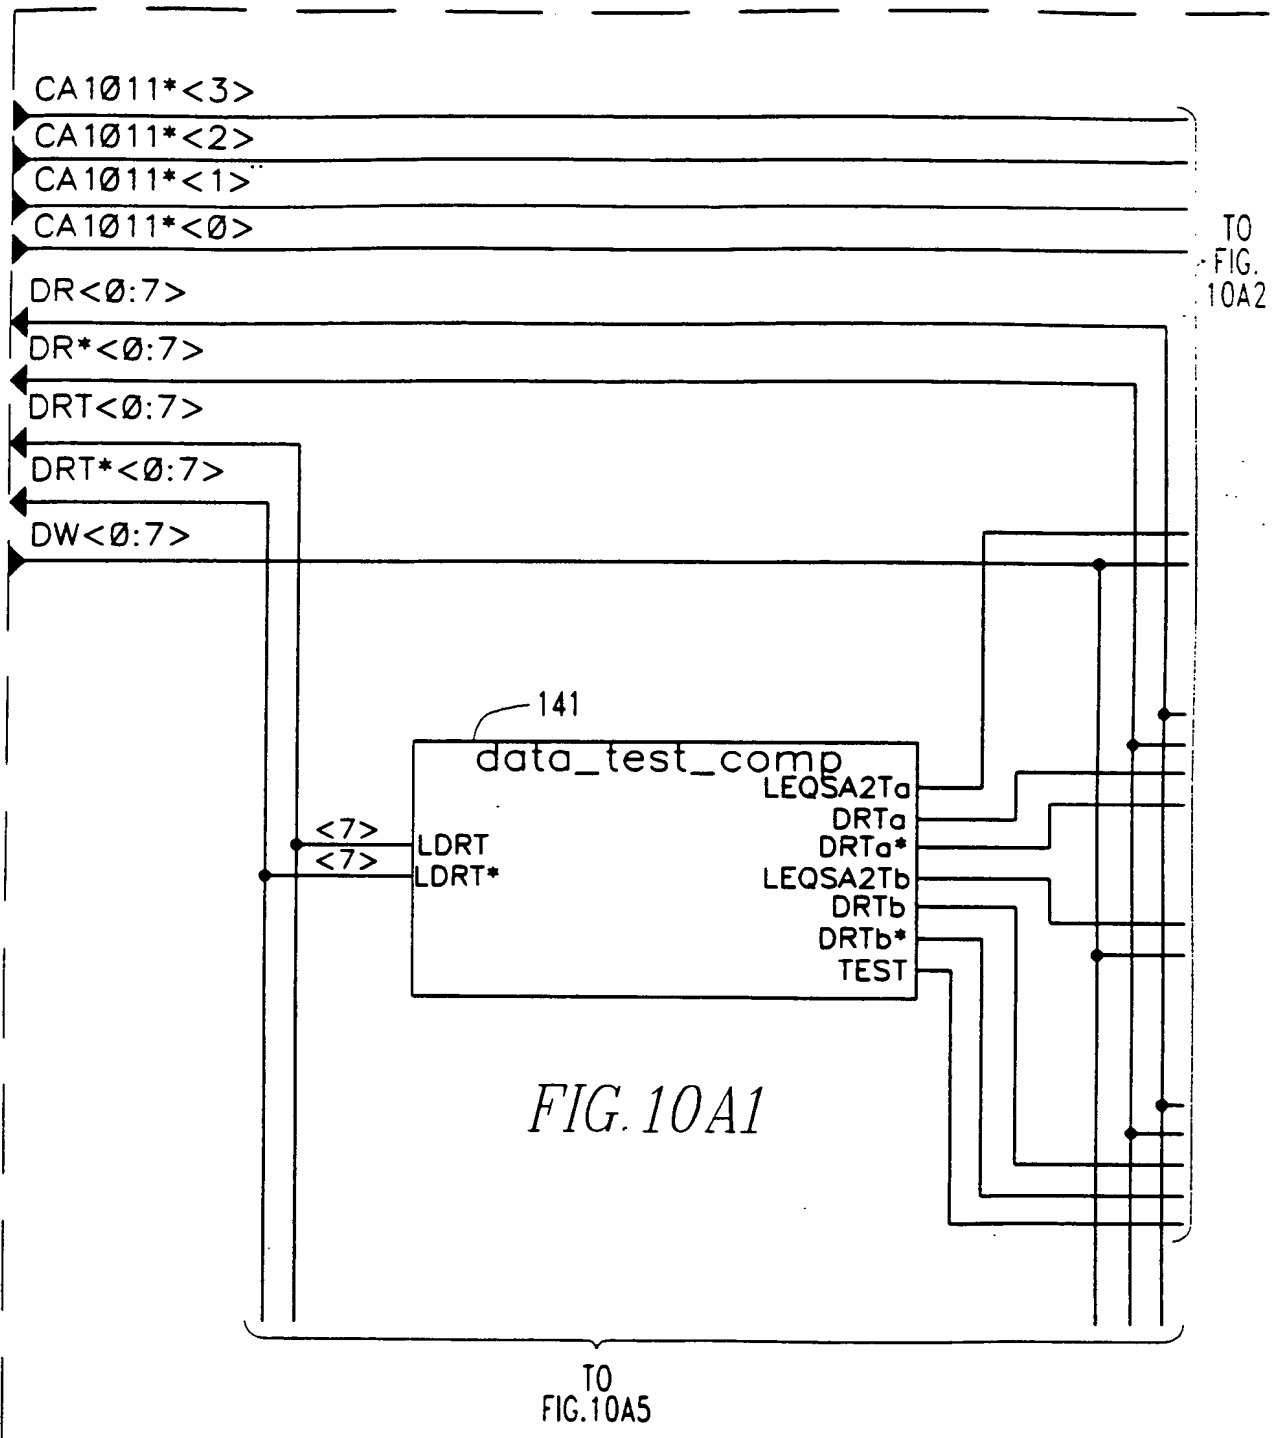 CA1Ø11*<3>
CA1Ø11*<2>
CA1Ø11*<1>
CA1Ø11*<Ø>
TO
FIG.
10A2
DR<Ø:7>
DR*<Ø:7>
DRT<Ø:7>
DRT*<Ø:7>
DW<Ø:7>
141
data_test_comp
LEQSA2Ta
DRTa
<7>
LDRT
DRTa*
<7>
LDRT*
LEQSA2Tb
DRTb
DRTb*
TEST
FIG.10A1
TO
FIG.10A5